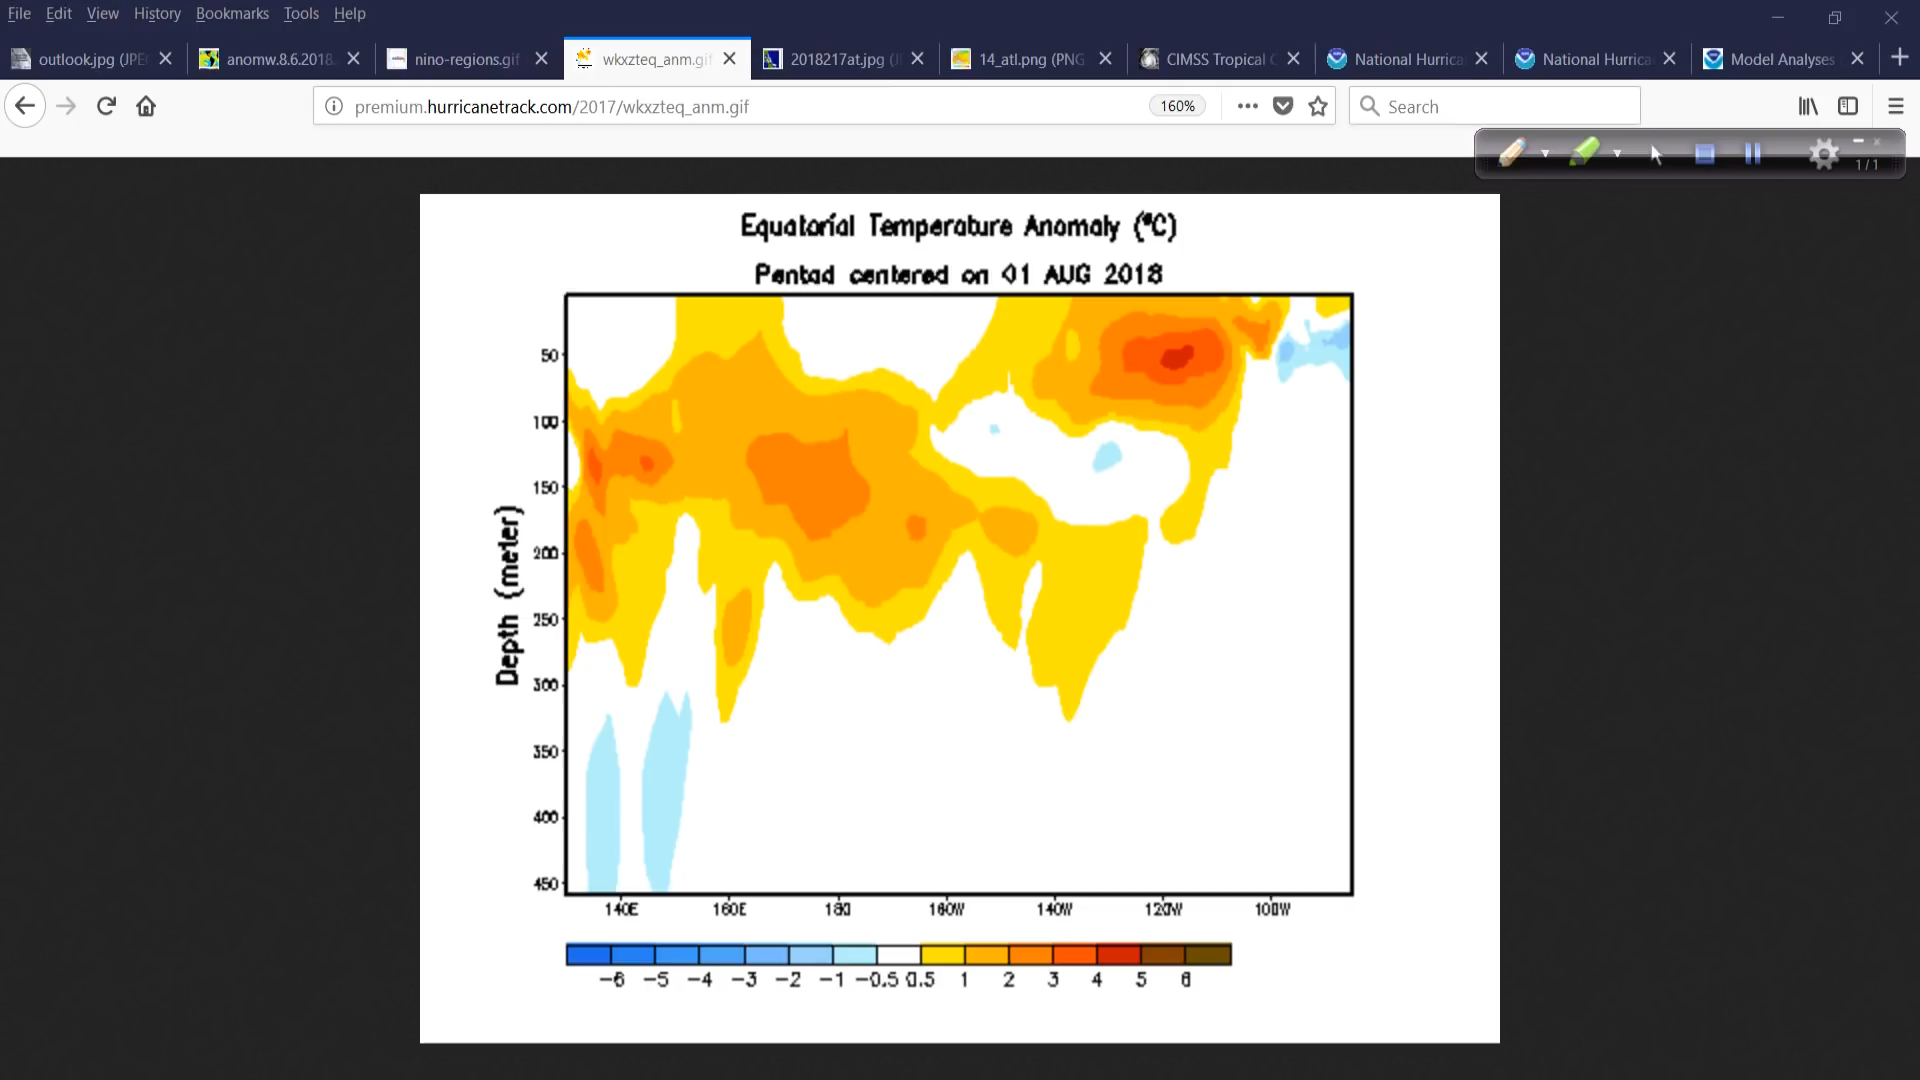 File Edit View History Bookmarks Tools Help
outlook.jpg (JPE anomw.8.6.2018. nino-regions.gif wkxzteq_anm.gif 2018217at.jpg (J 14_atl.png (PNG CIMSS Tropical C National Hurrica National Hurrica Model Analyses
premium.hurricanetrack.com/2017/wkxzteq_anm.gif 160% Search
1/1
Equatorial Temperature Anomaly (°C)
Pentad centered on 01 AUG 2018
Depth (meter)
50
100
150
200
250
300
350
400
450
140E 160E 180 160W 140W 120W 100W
-6 -5 -4 -3 -2 -1 -0.5 0.5 1 2 3 4 5 6